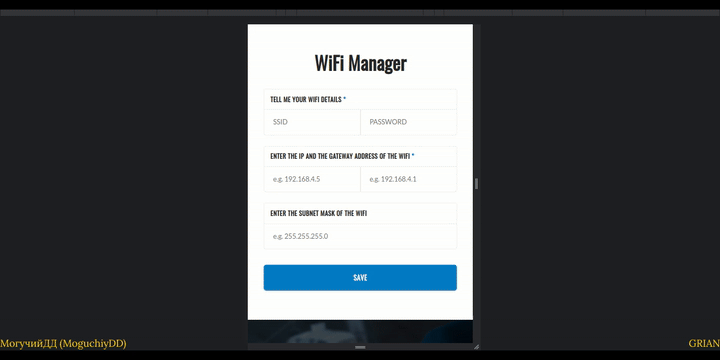 WiFi Manager
TELL ME YOUR WIFI DETAILS *
SSID
PASSWORD
ENTER THE IP AND THE GATEWAY ADDRESS OF THE WIFI *
e.g. 192.168.4.5
e.g. 192.168.4.1
ENTER THE SUBNET MASK OF THE WIFI
e.g. 255.255.255.0
SAVE
МогучийДД (MoguchiyDD)
GRIAN